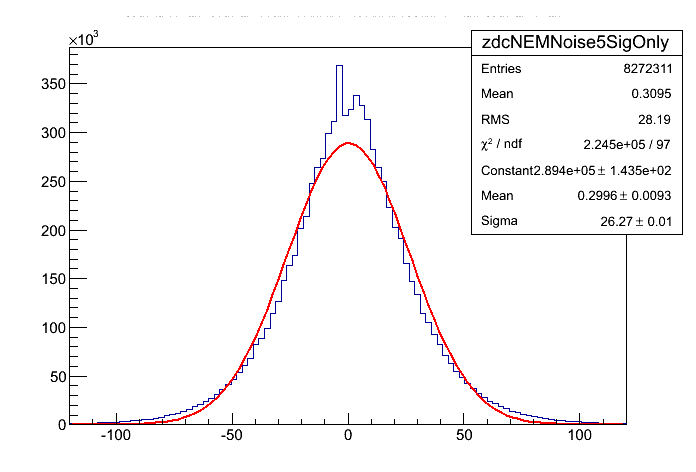 ×10³
zdcNEMNoise5SigOnly
Entries 8272311
Mean 0.3095
RMS 28.19
χ² / ndf 2.245e+05 / 97
Constant 2.894e+05 ± 1.435e+02
Mean 0.2996 ± 0.0093
Sigma 26.27 ± 0.01
350
300
250
200
150
100
50
0
-100 -50 0 50 100